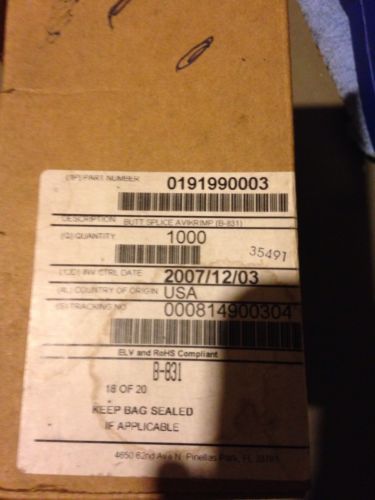 (1P)PART NUMBER 0191990003
DESCRIPTION BUTT SPLICE AVIKRIMP (B-831)
(Q)QUANTITY 1000
35491
INV CTRL DATE 2007/12/03
(4L) COUNTRY OF ORIGIN USA
(S)TRACKING NO 000814900304
ELV and RoHS Compliant
B-831
18 OF 20
KEEP BAG SEALED
IF APPLICABLE
4650 62nd Ave N. Pinellas Park, FL